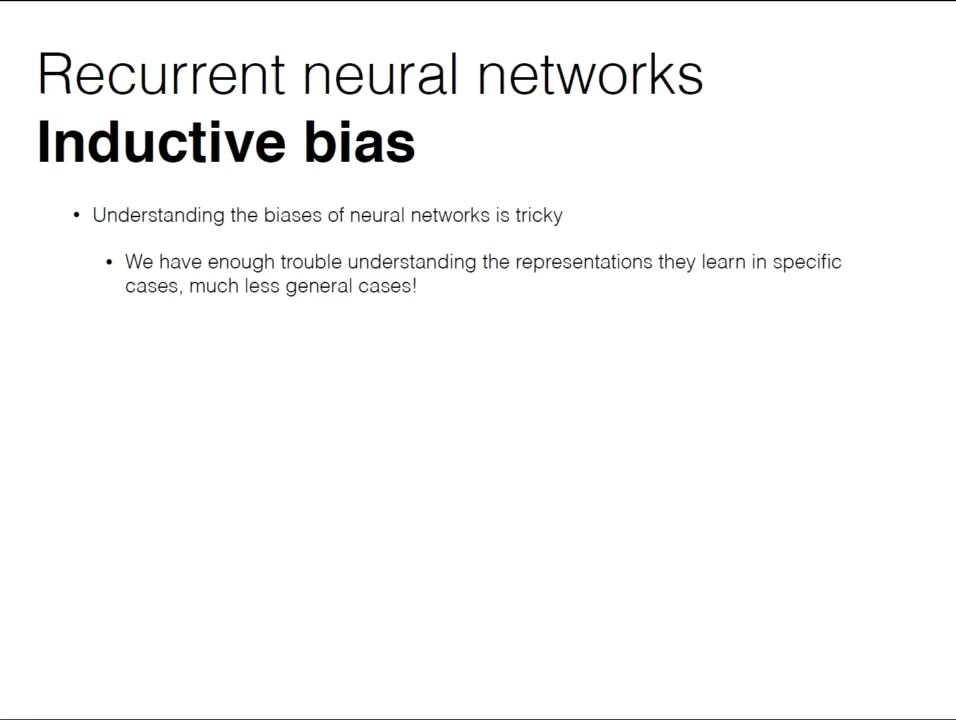 Recurrent neural networks
Inductive bias
• Understanding the biases of neural networks is tricky
• We have enough trouble understanding the representations they learn in specific
cases, much less general cases!